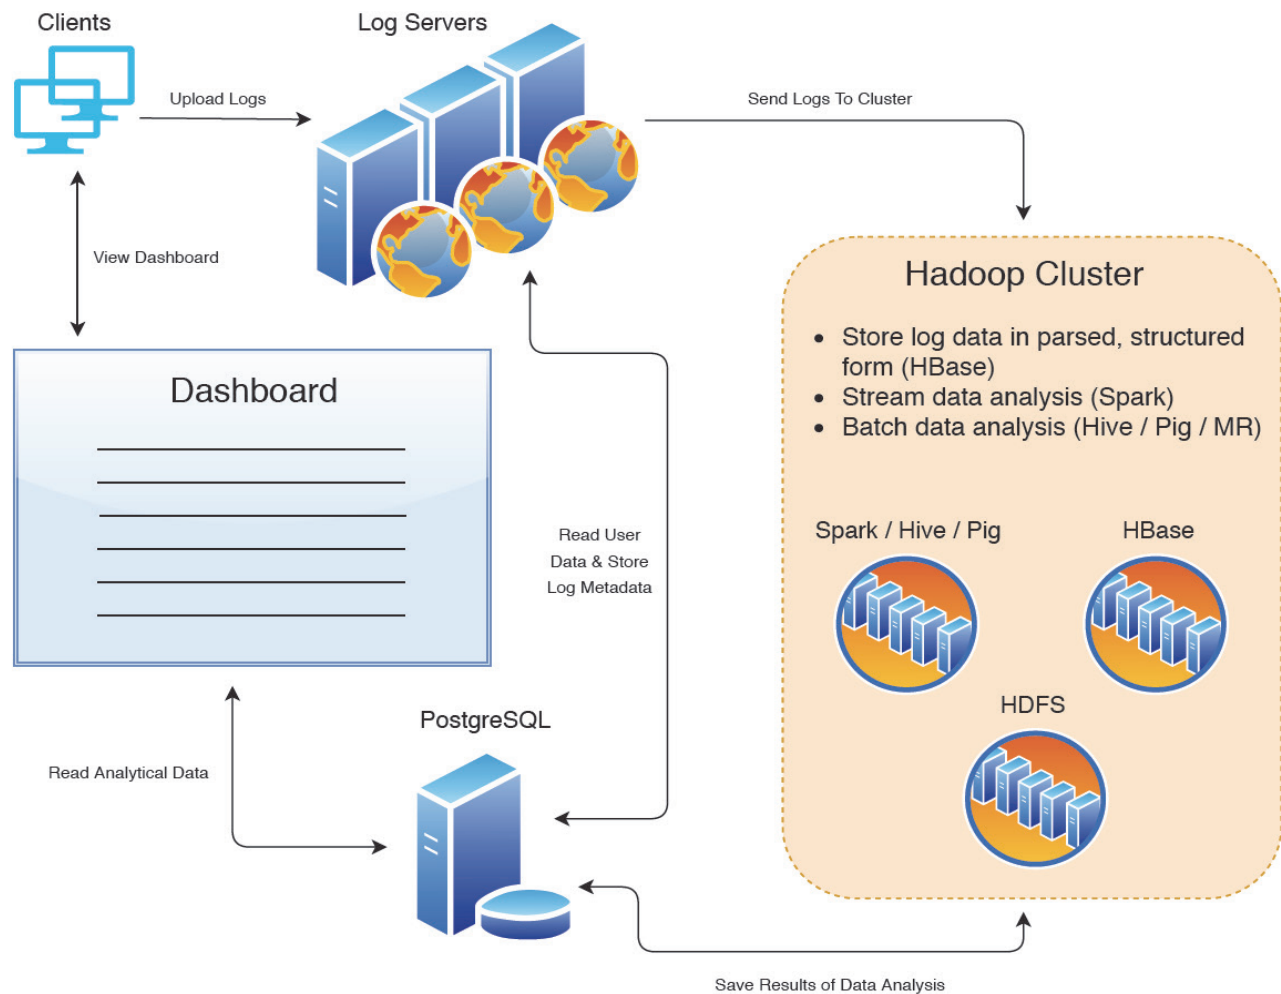 Clients
Log Servers
Upload Logs
Send Logs To Cluster
View Dashboard
Hadoop Cluster
• Store log data in parsed, structured
form (HBase)
• Stream data analysis (Spark)
• Batch data analysis (Hive / Pig / MR)
Dashboard
Read User
Data & Store
Log Metadata
Spark / Hive / Pig
HBase
HDFS
PostgreSQL
Read Analytical Data
Save Results of Data Analysis